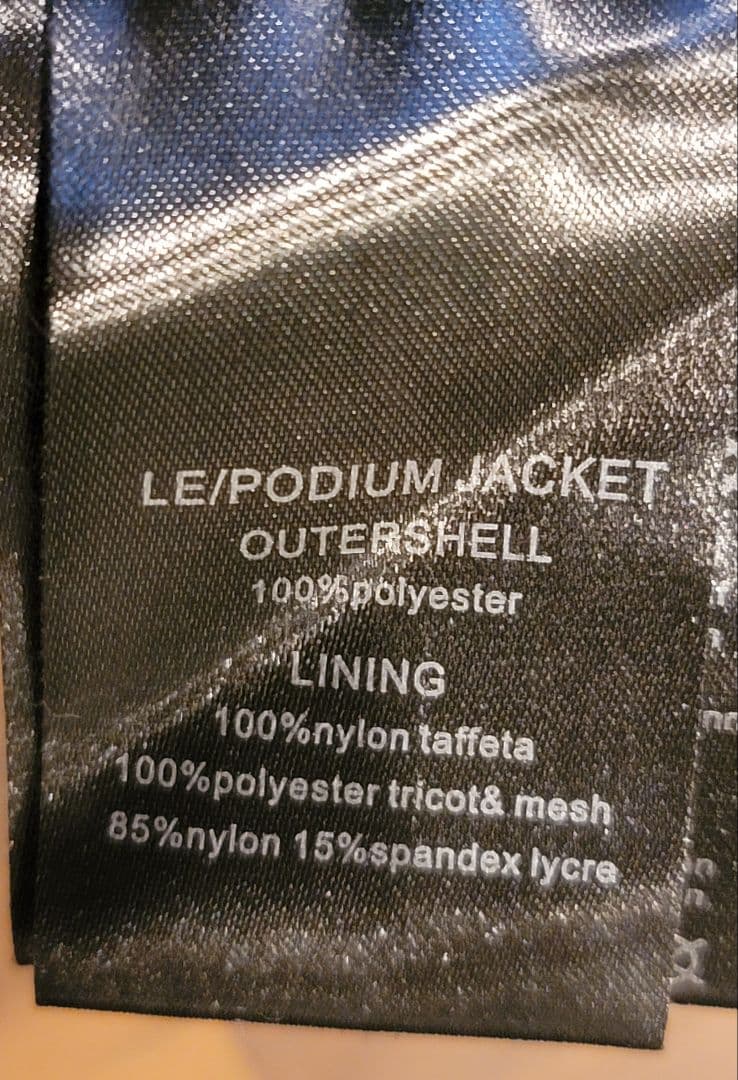 LE/PODIUM JACKET
OUTERSHELL
100%polyester
LINING
100%nylon taffeta
100%polyester tricot& mesh
85%nylon 15%spandex lycre